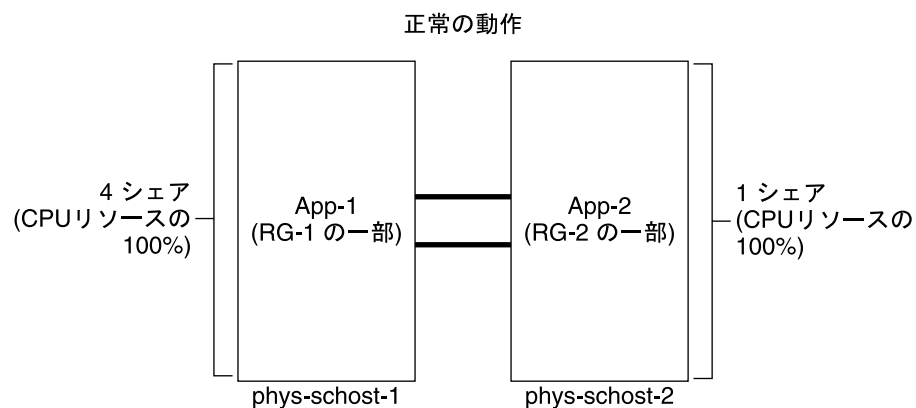 正常の動作
4 シェア
(CPUリソースの
100%)
App-1
(RG-1 の一部)
App-2
(RG-2 の一部)
1 シェア
(CPUリソースの
100%)
phys-schost-1
phys-schost-2